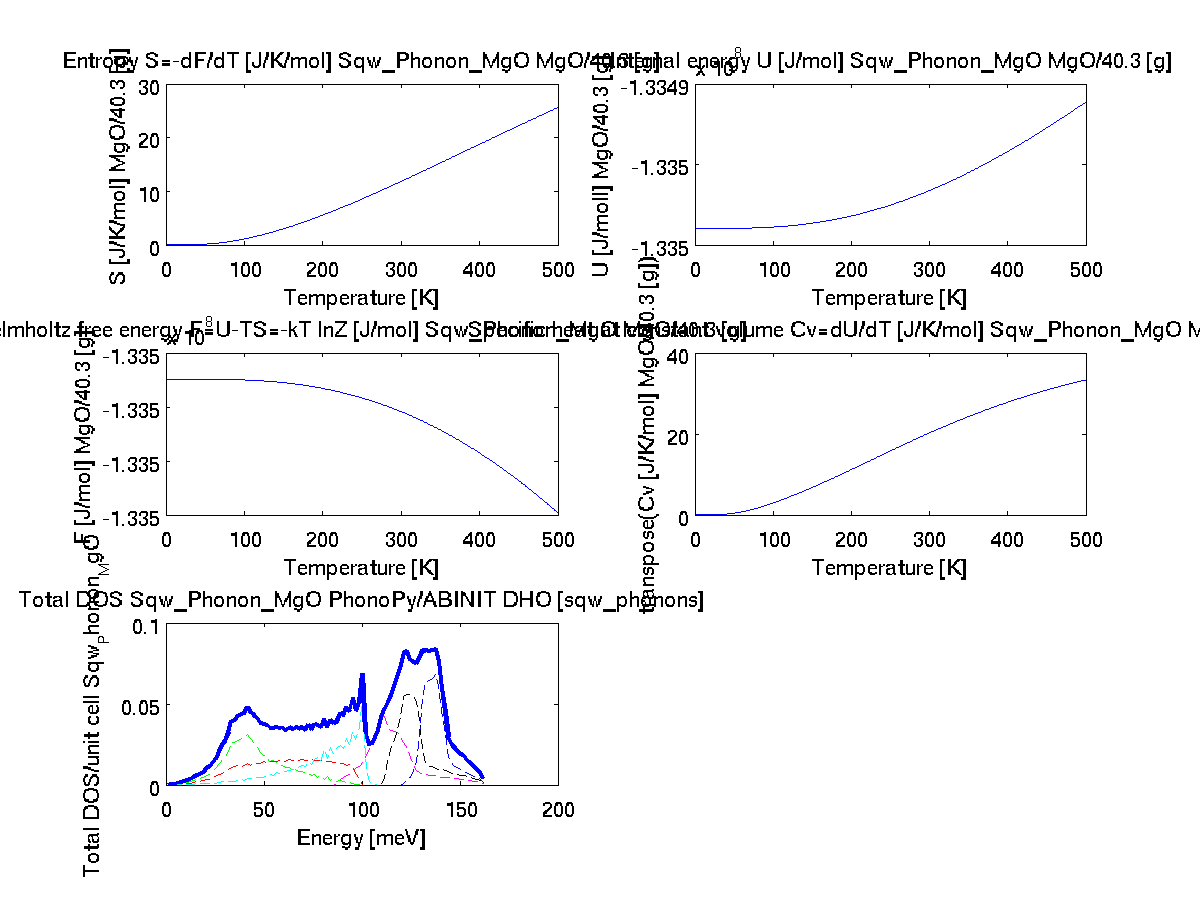 Entropy S=-dF/dT [J/K/mol] Sqw_Phonon_MgO MgO/40.3 [g]
Internal energy U [J/mol] Sqw_Phonon_MgO MgO/40.3 [g]
S [J/K/mol] MgO/40.3 [g]
30
20
10
0
0 100 200 300 400 500
Temperature [K]
x 10^8
U [J/mol] MgO/40.3 [g]
-1.3349
-1.335
-1.335
0 100 200 300 400 500
Temperature [K]
elmholtz free energy F=U-TS=-kT lnZ [J/mol] Sqw_Phonon_MgO MgO/40.3 [g]
Specific heat at constant volume Cv=dU/dT [J/K/mol] Sqw_Phonon_MgO M
x 10^8
F [J/mol] MgO/40.3 [g]
-1.335
-1.335
-1.335
-1.335
0 100 200 300 400 500
Temperature [K]
transpose(Cv [J/K/mol] MgO/40.3 [g])
40
20
0
0 100 200 300 400 500
Temperature [K]
Total DOS Sqw_Phonon_MgO PhonoPy/ABINIT DHO [sqw_phonons]
Total DOS/unit cell Sqw_Phonon_MgO
0.1
0.05
0
0 50 100 150 200
Energy [meV]